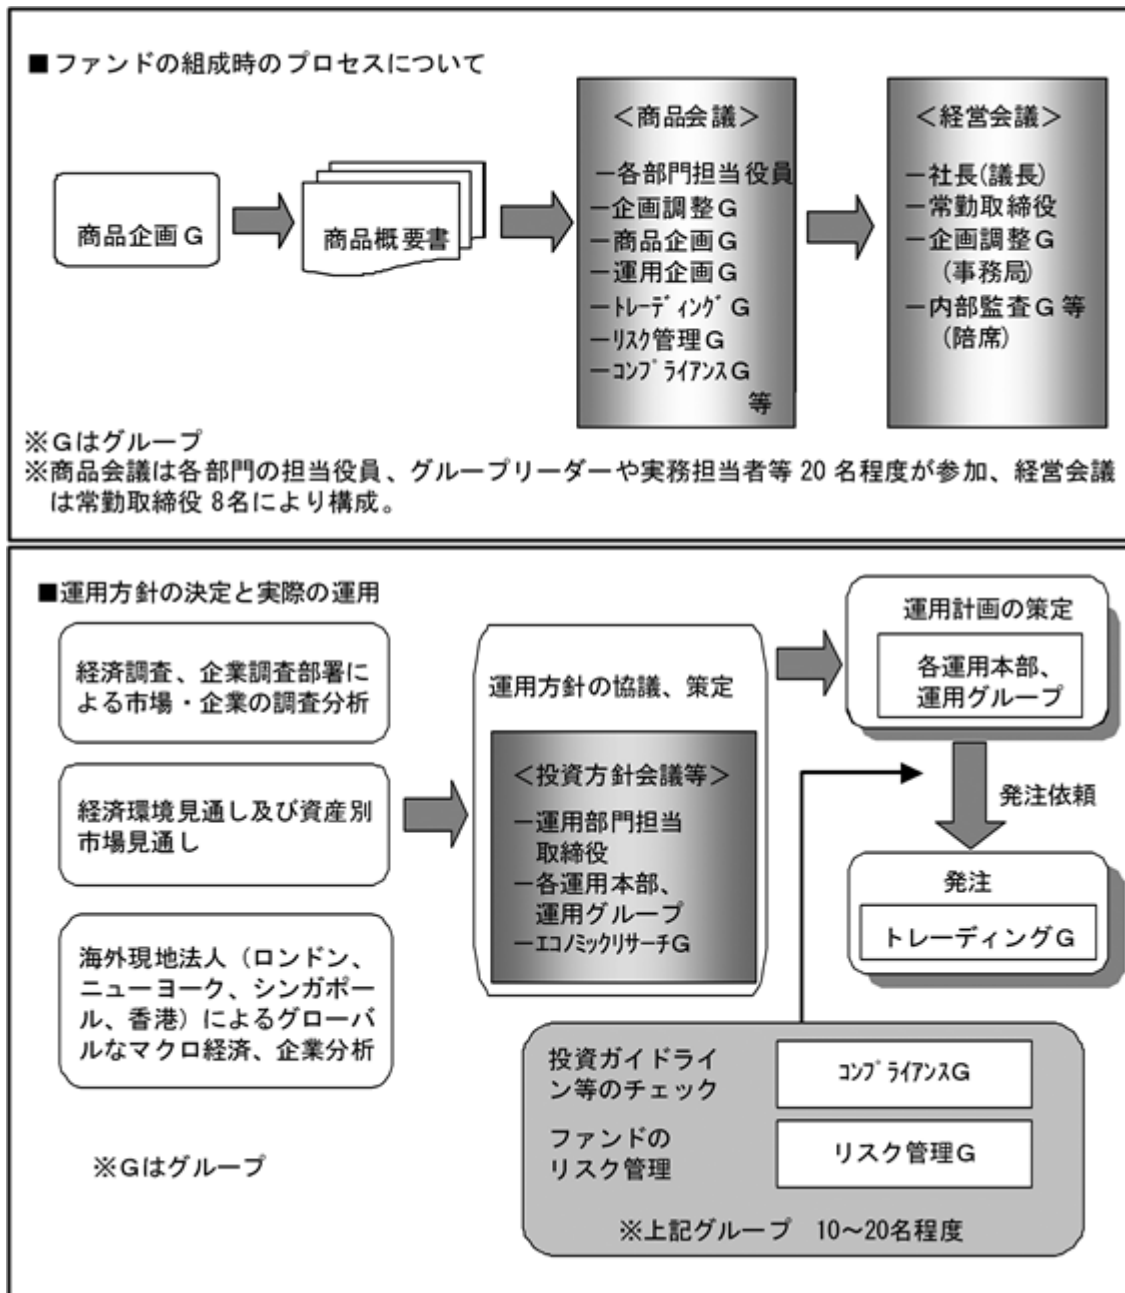 ■ファンドの組成時のプロセスについて
商品企画G
商品概要書
＜商品会議＞
－各部門担当役員
－企画調整G
－商品企画G
－運用企画G
－ﾄﾚｰﾃﾞｨﾝｸﾞG
－ﾘｽｸ管理G
－ｺﾝﾌﾟﾗｲｱﾝｽG
等
＜経営会議＞
－社長(議長)
－常勤取締役
－企画調整G
(事務局)
－内部監査G等
(陪席)
※Gはグループ
※商品会議は各部門の担当役員、グループリーダーや実務担当者等 20 名程度が参加、経営会議
は常勤取締役 8名により構成。
■運用方針の決定と実際の運用
経済調査、企業調査部署に
よる市場・企業の調査分析
経済環境見通し及び資産別
市場見通し
海外現地法人（ロンドン、
ニューヨーク、シンガポー
ル、香港）によるグローバ
ルなマクロ経済、企業分析
※Gはグループ
運用方針の協議、策定
＜投資方針会議等＞
－運用部門担当
取締役
－各運用本部、
運用グループ
－ｴｺﾉﾐｯｸﾘｻｰﾁG
運用計画の策定
各運用本部、
運用グループ
発注依頼
発注
トレーディングG
投資ガイドライ
ン等のチェック
ｺﾝﾌﾟﾗｲｱﾝｽG
ファンドの
リスク管理
リスク管理G
※上記グループ　10～20名程度